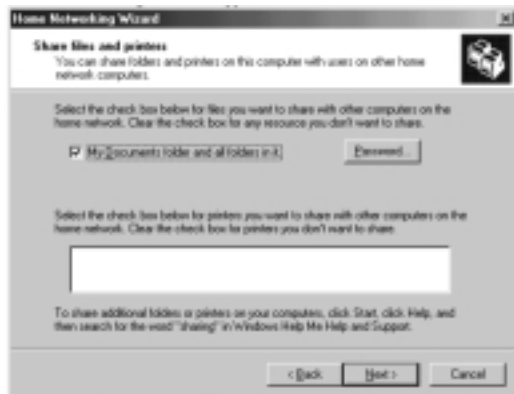 Home Networking Wizard
Share files and printers
You can share folders and printers on this computer with users on other home
network computers.
Select the check box below for files you want to share with other computers on the
home network. Clear the check box for any resource you don't want to share.
My Documents folder and all folders in it.
Password...
Select the check box below for printers you want to share with other computers on the
home network. Clear the check box for printers you don't want to share.
To share additional folders or printers on your computers, click Start, click Help, and
then search for the word "sharing" in Windows Help Me Help and Support.
< Back
Next >
Cancel